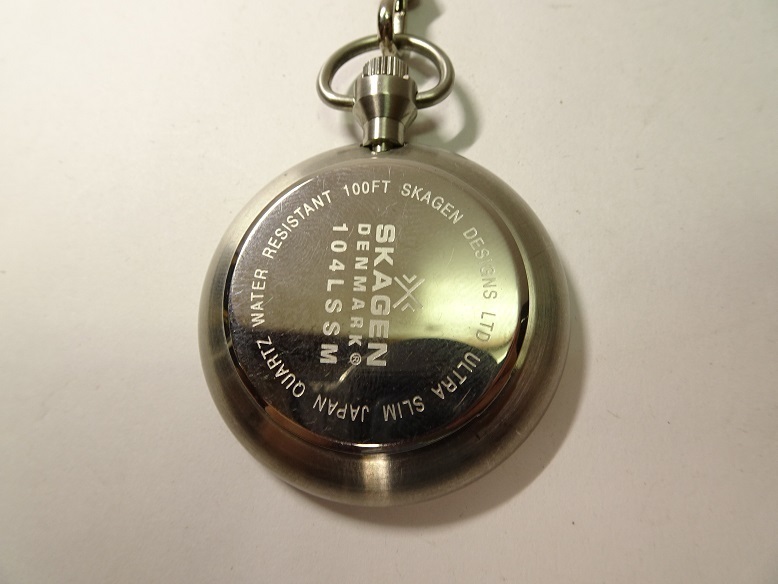 SKAGEN
DENMARK®
104LSSM
WATER RESISTANT 100FT SKAGEN DESIGNS LTD ULTRA SLIM JAPAN QUARTZ